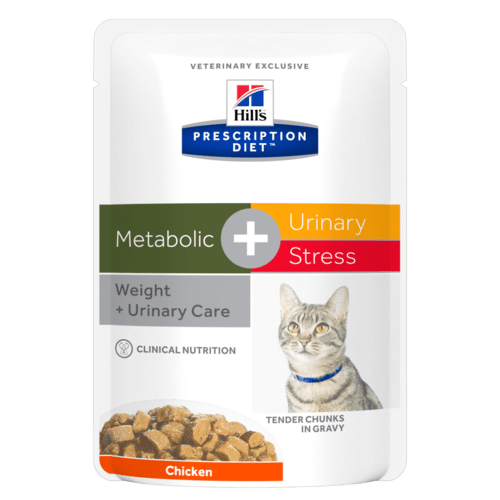 VETERINARY EXCLUSIVE
Hill's
PRESCRIPTION
DIET™
Metabolic
+
Urinary
Stress
Weight
+ Urinary Care
CLINICAL NUTRITION
TENDER CHUNKS
IN GRAVY
Chicken